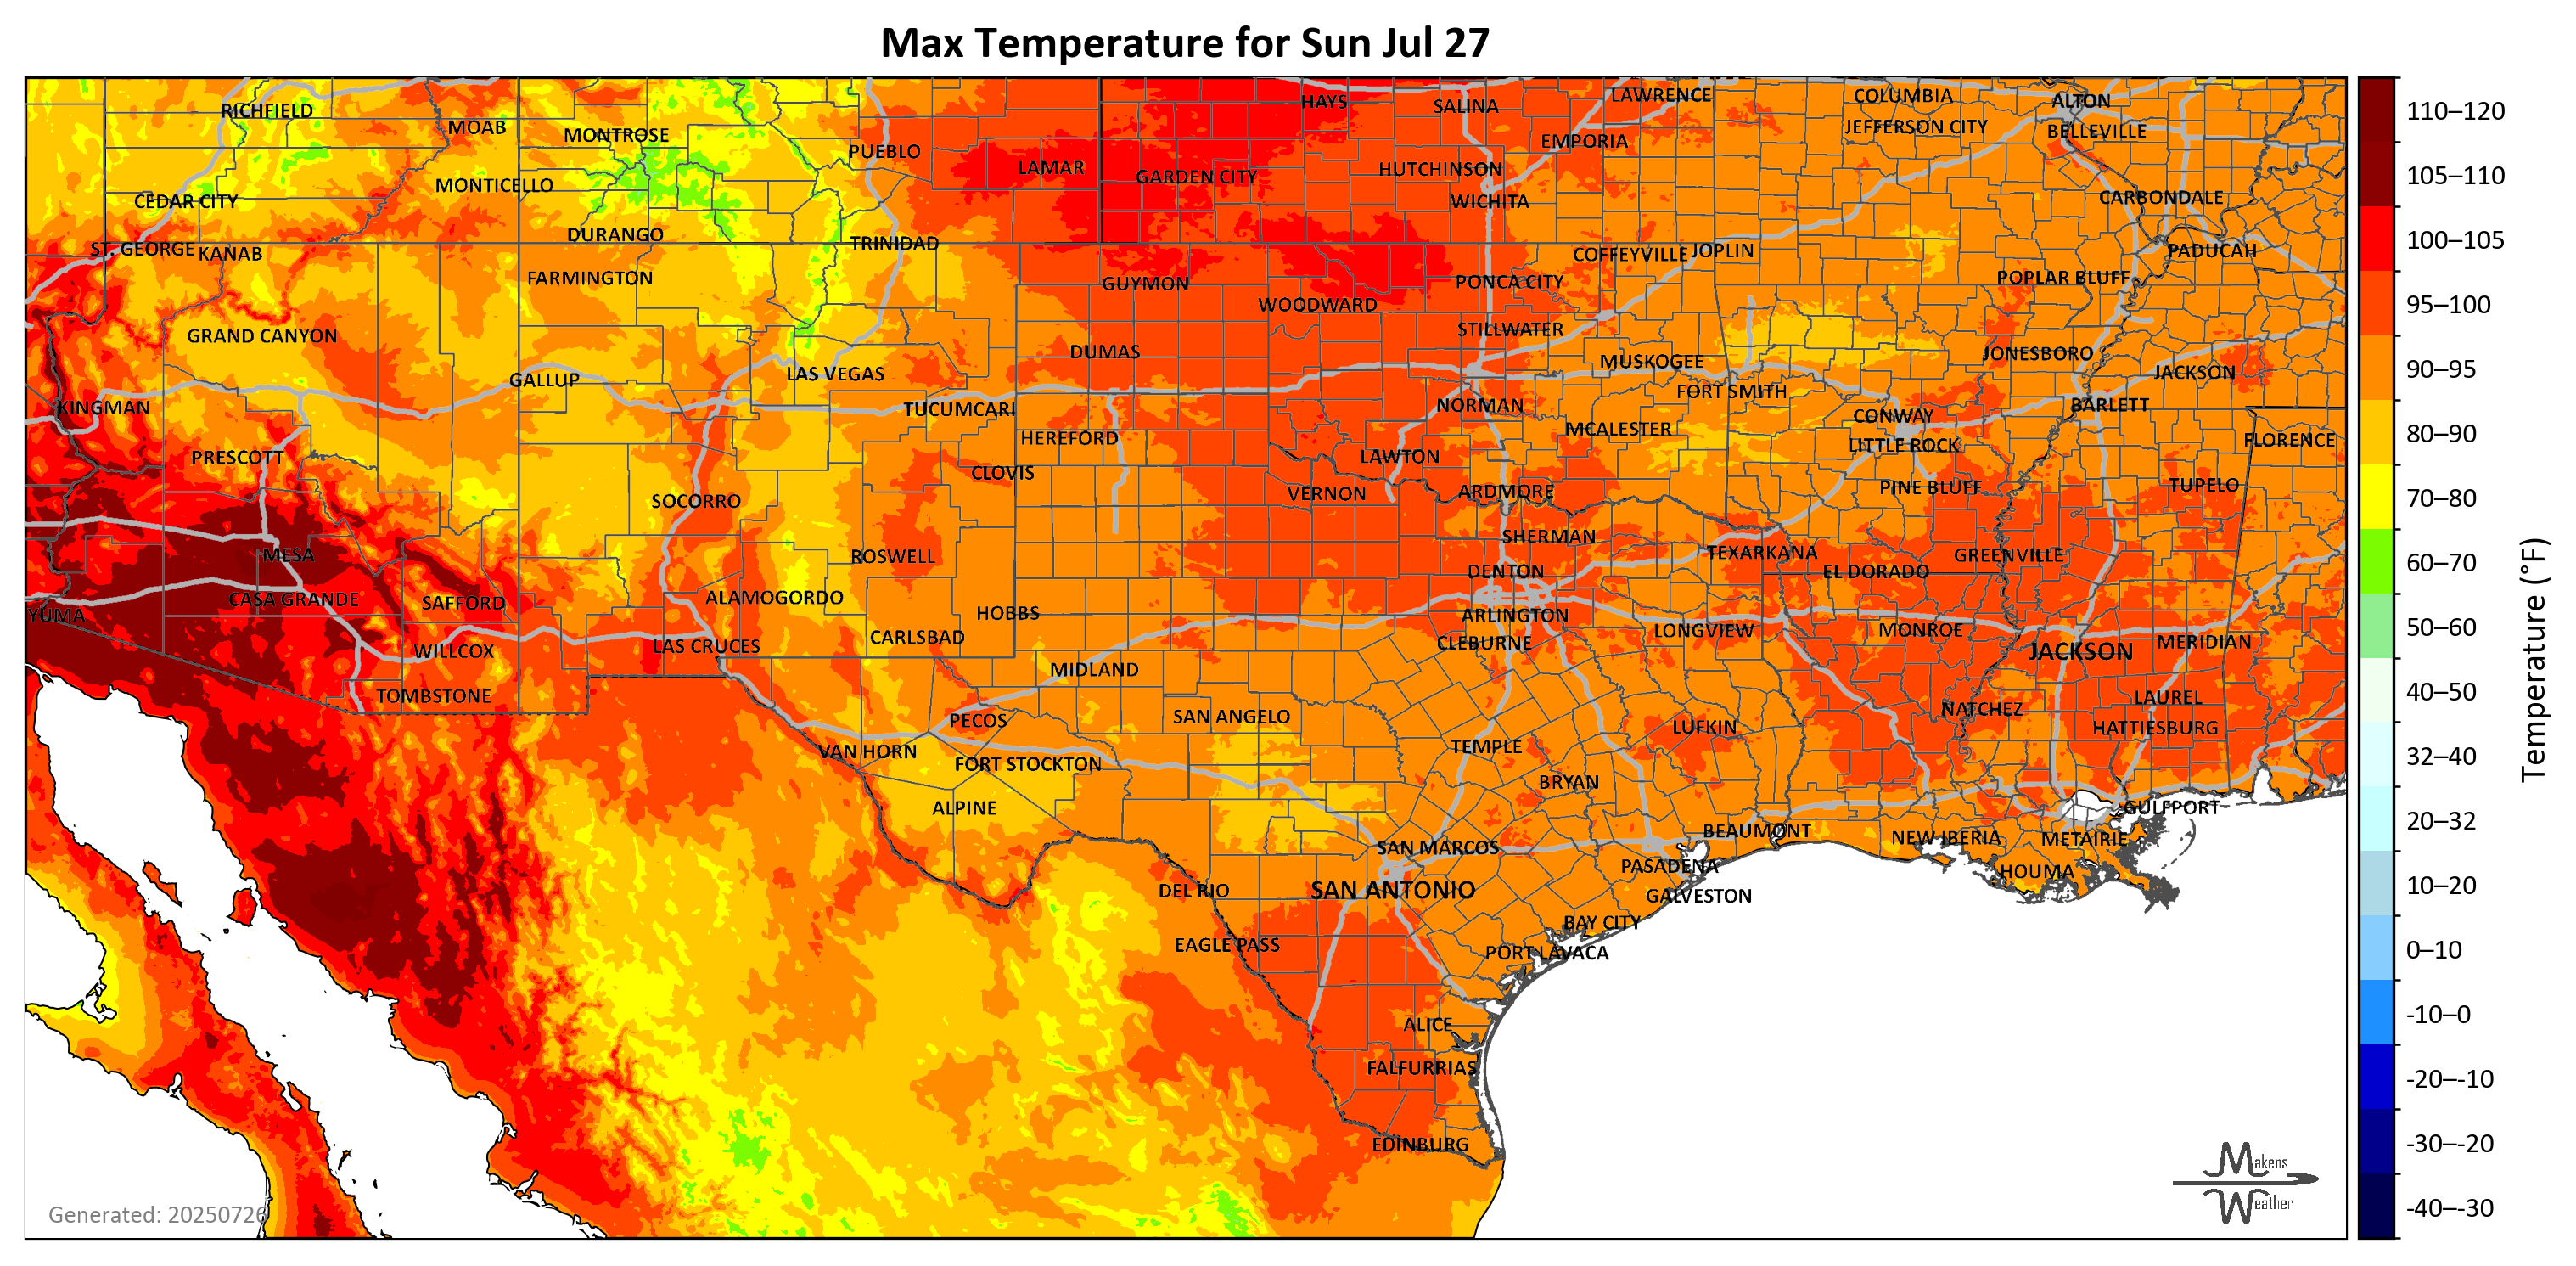 Max Temperature for Sun Jul 27
RICHFIELD
MOAB
MONTROSE
PUEBLO
LAMAR
HAYS
SALINA
LAWRENCE
COLUMBIA
ALTON
GARDEN CITY
HUTCHINSON
EMPORIA
JEFFERSON CITY
BELLEVILLE
CEDAR CITY
MONTICELLO
WICHITA
CARBONDALE
ST. GEORGE
KANAB
DURANGO
TRINIDAD
COFFEYVILLE
JOPLIN
PADUCAH
FARMINGTON
GUYMON
WOODWARD
PONCA CITY
POPLAR BLUFF
GRAND CANYON
DUMAS
STILLWATER
MUSKOGEE
JONESBORO
JACKSON
GALLUP
LAS VEGAS
FORT SMITH
KINGMAN
TUCUMCARI
NORMAN
CONWAY
BARLETT
PRESCOTT
HEREFORD
MCALESTER
LITTLE ROCK
FLORENCE
CLOVIS
LAWTON
SOCORRO
VERNON
ARDMORE
PINE BLUFF
TUPELO
MESA
ROSWELL
SHERMAN
TEXARKANA
GREENVILLE
YUMA
CASA GRANDE
SAFFORD
ALAMOGORDO
HOBBS
DENTON
EL DORADO
ARLINGTON
WILLCOX
LAS CRUCES
CARLSBAD
CLEBURNE
LONGVIEW
MONROE
JACKSON
MERIDIAN
TOMBSTONE
MIDLAND
LAUREL
PECOS
SAN ANGELO
LUFKIN
NATCHEZ
HATTIESBURG
VAN HORN
FORT STOCKTON
TEMPLE
BRYAN
ALPINE
GULFPORT
SAN MARCOS
BEAUMONT
NEW IBERIA
METAIRIE
DEL RIO
SAN ANTONIO
PASADENA
HOUMA
GALVESTON
EAGLE PASS
BAY CITY
PORT LAVACA
ALICE
FALFURRIAS
EDINBURG
Generated: 20250726
Makens
Weather
110–120
105–110
100–105
95–100
90–95
80–90
70–80
60–70
50–60
40–50
32–40
20–32
10–20
0–10
-10–0
-20–-10
-30–-20
-40–-30
Temperature (°F)